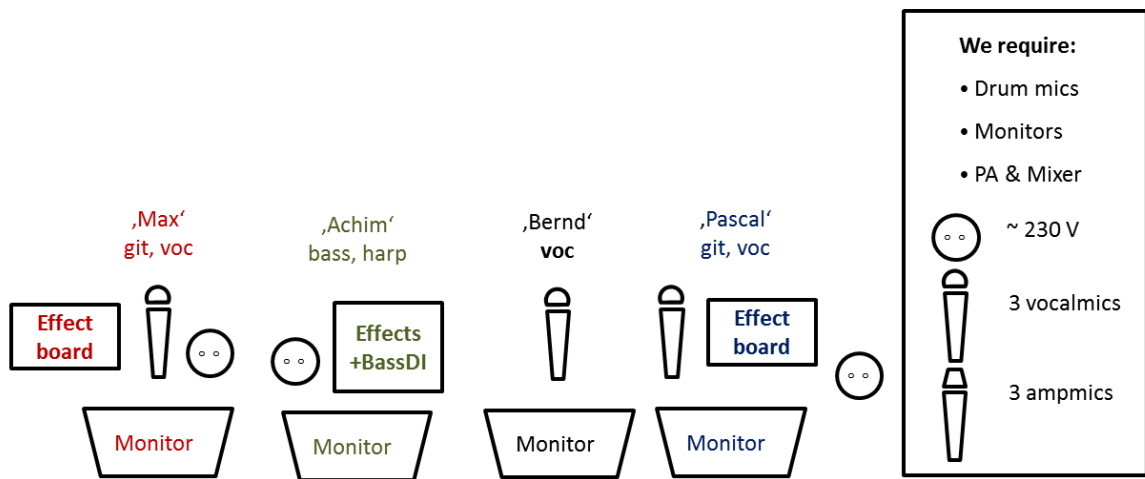 ‚Max‘
git, voc
Effect
board
Monitor
‚Achim‘
bass, harp
Effects
+BassDI
Monitor
‚Bernd‘
voc
Monitor
‚Pascal‘
git, voc
Effect
board
Monitor
We require:
• Drum mics
• Monitors
• PA & Mixer
~ 230 V
3 vocalmics
3 ampmics